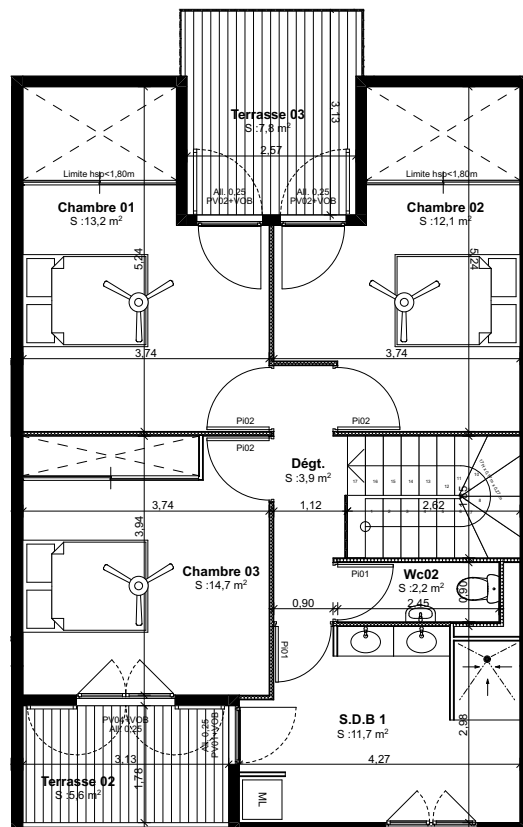 Terrasse 03
S :7,8 m²
3,13
2,57
All. 0,25
PV02+VOB
All. 0,25
PV02+VOB
Limite hsp<1,80m
Limite hsp<1,80m
Chambre 01
S :13,2 m²
Chambre 02
S :12,1 m²
5,24
5,24
3,74
3,74
Pi02
Pi02
Pi02
Dégt.
S :3,9 m²
3,74
1,12
2,62
3,94
Chambre 03
S :14,7 m²
Pi01
Wc02
S :2,2 m²
0,90
2,45
0,90
Pi01
PV04+VOB
All. 0,25
All. 0,25
PV01+VOB
S.D.B 1
S :11,7 m²
2,98
3,13
4,27
Terrasse 02
S :5,6 m²
1,78
ML